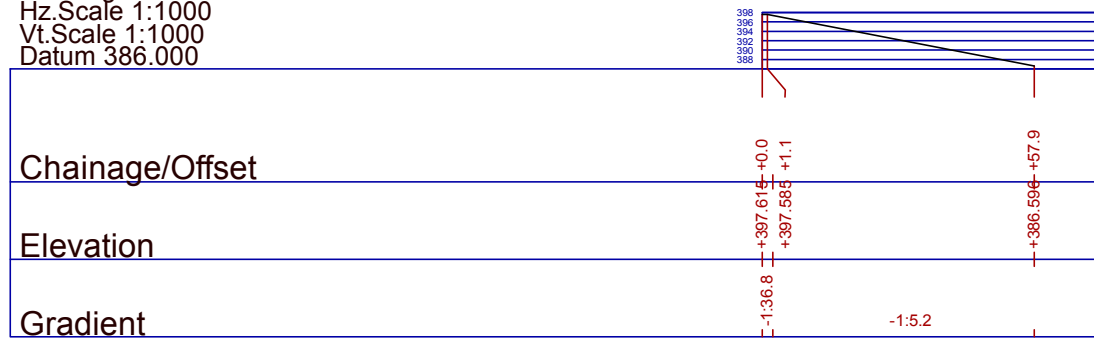 Hz.Scale 1:1000
Vt.Scale 1:1000
Datum 386.000
398
396
394
392
390
388
Chainage/Offset
+0.0
+1.1
+57.9
Elevation
+397.615
+397.585
+386.596
Gradient
-1:36.8
-1:5.2